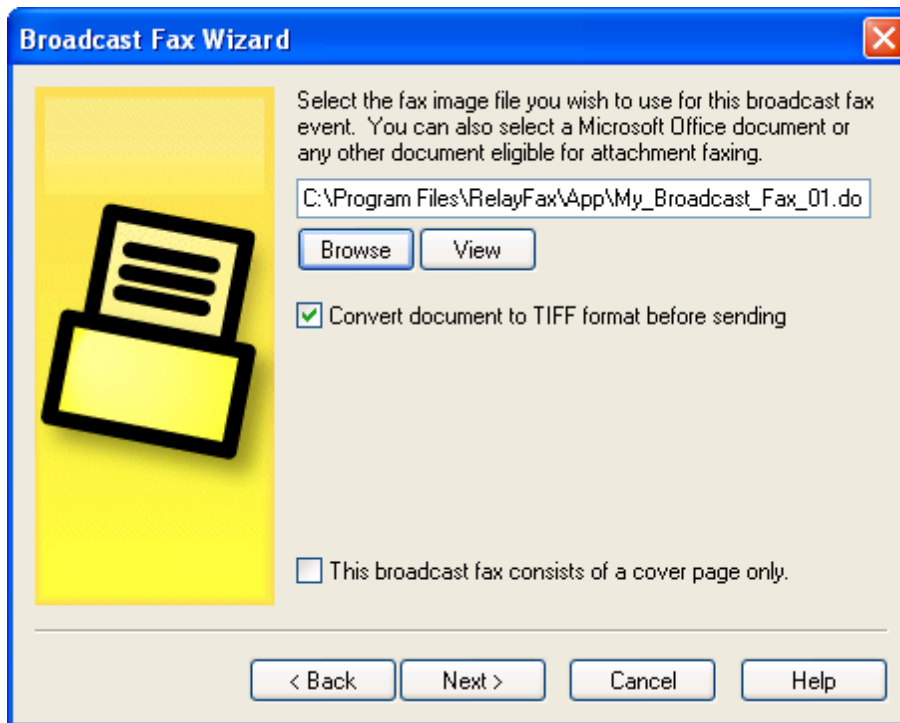 Broadcast Fax Wizard
Select the fax image file you wish to use for this broadcast fax
event. You can also select a Microsoft Office document or
any other document eligible for attachment faxing.
C:\Program Files\RelayFax\App\My_Broadcast_Fax_01.do
Browse View
Convert document to TIFF format before sending
This broadcast fax consists of a cover page only.
< Back Next > Cancel Help